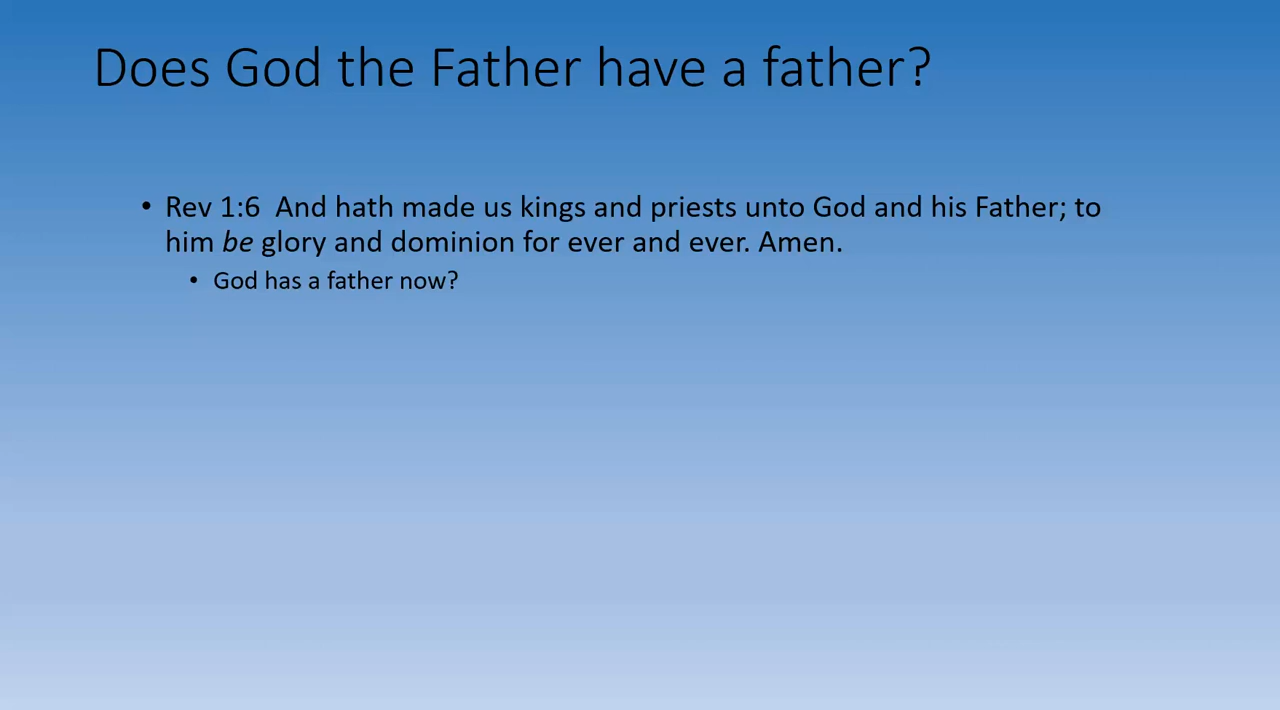 Does God the Father have a father?
• Rev 1:6  And hath made us kings and priests unto God and his Father; to
him be glory and dominion for ever and ever. Amen.
• God has a father now?